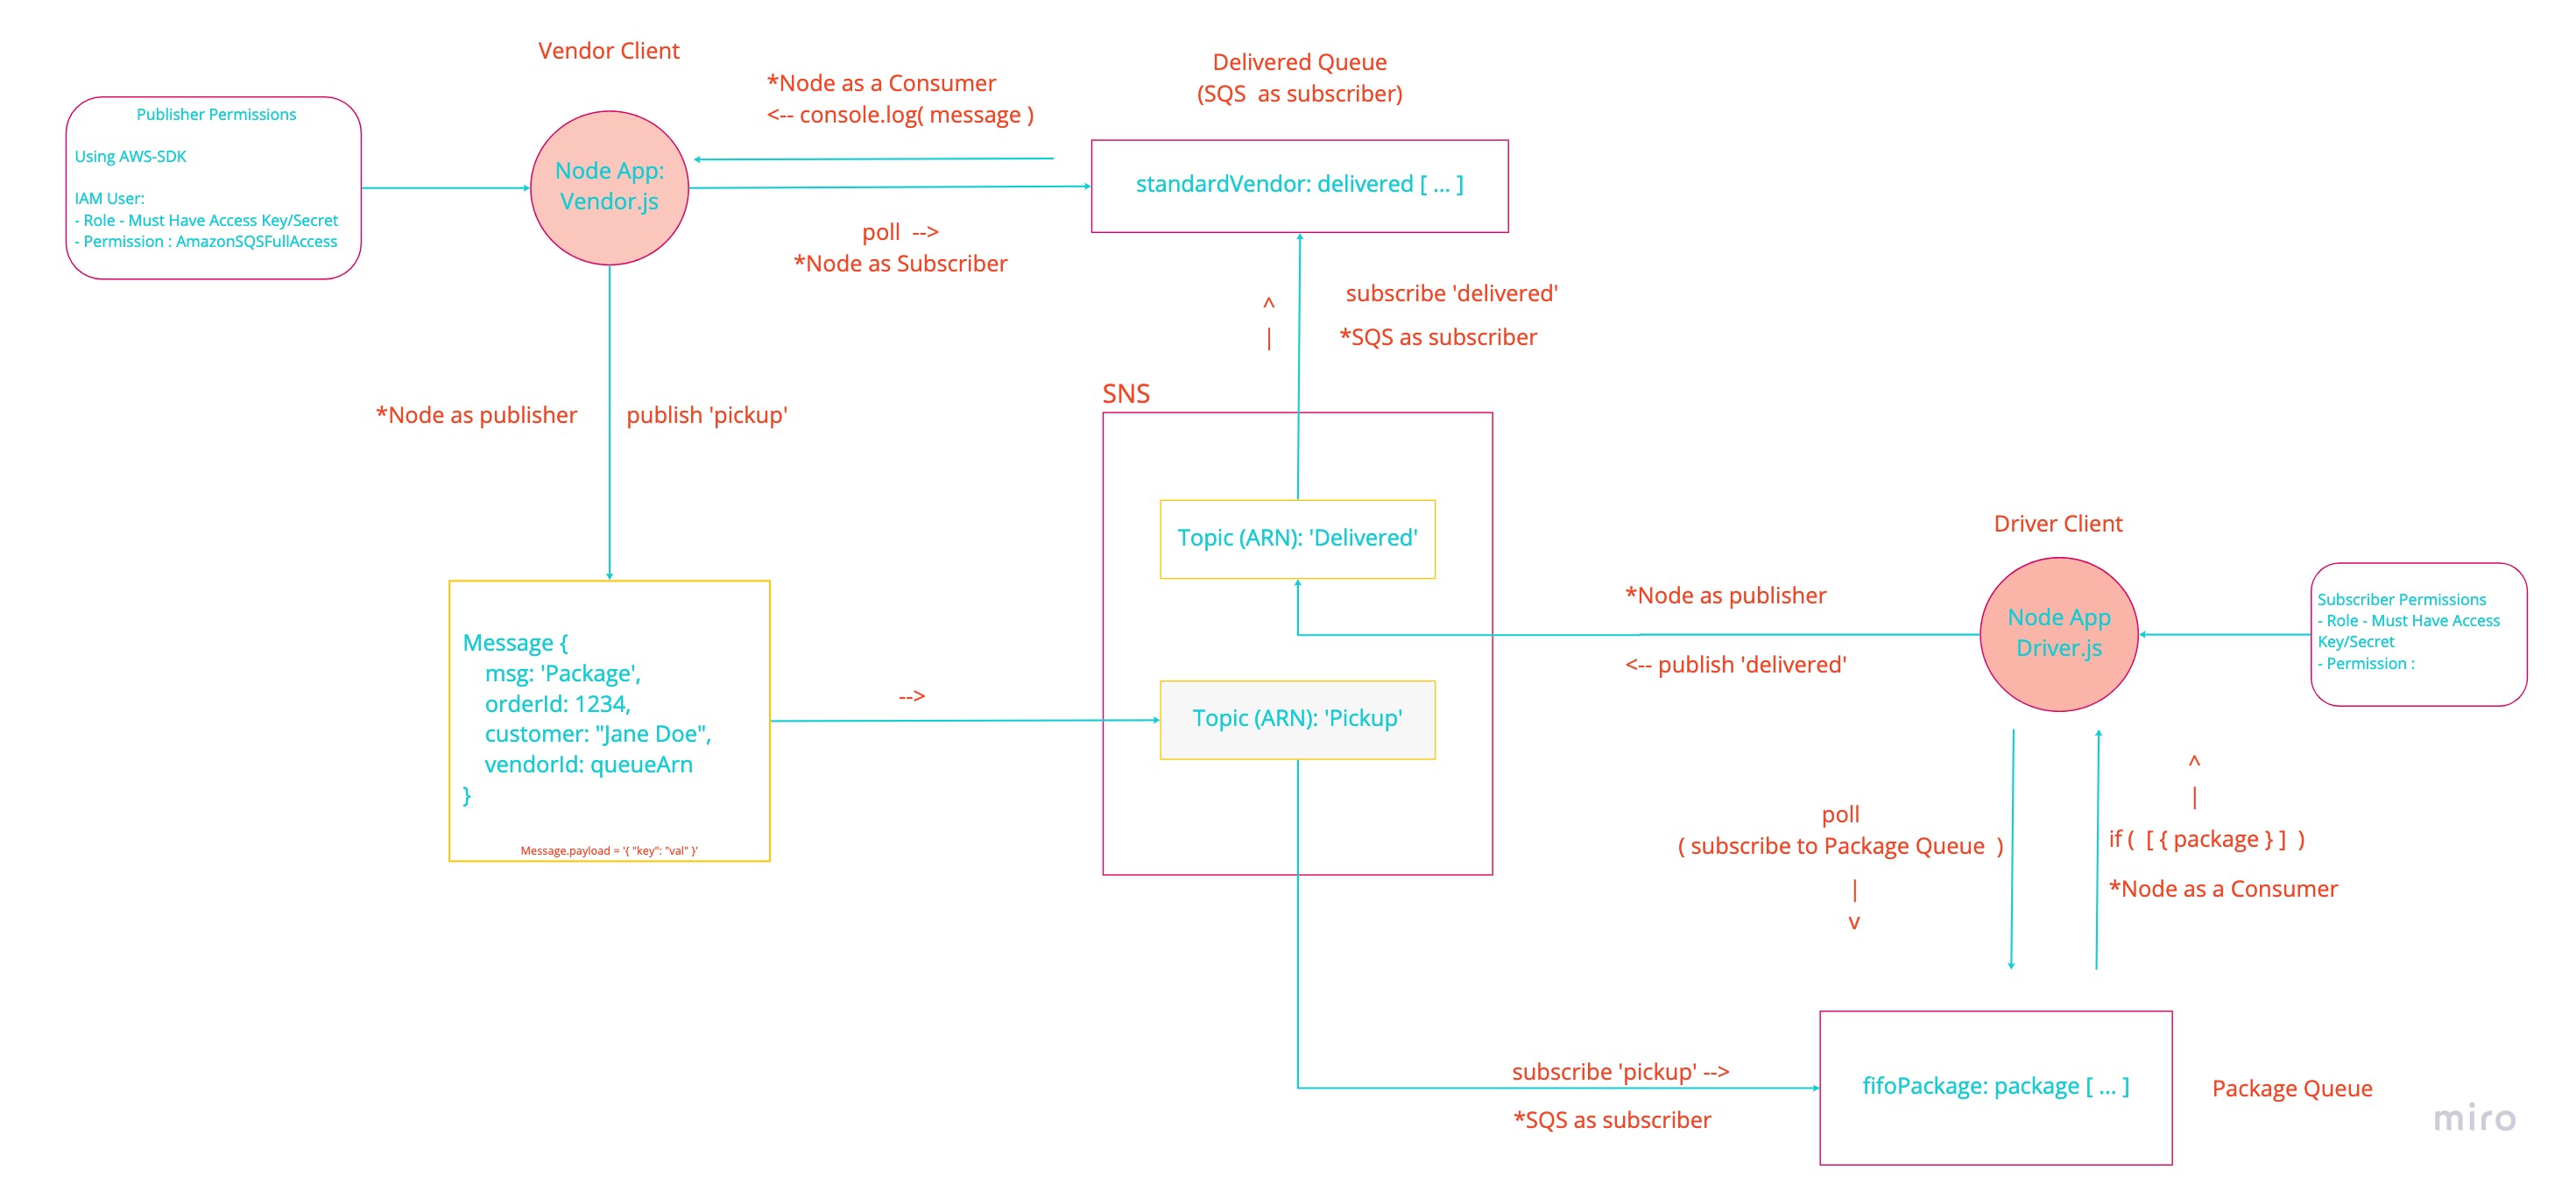 Vendor Client
*Node as a Consumer
<-- console.log( message )
Delivered Queue
(SQS  as subscriber)
Publisher Permissions
Using AWS-SDK
IAM User:
- Role - Must Have Access Key/Secret
- Permission : AmazonSQSFullAccess
Node App:
Vendor.js
standardVendor: delivered [ ... ]
poll  -->
*Node as Subscriber
^
|
subscribe 'delivered'
*SQS as subscriber
*Node as publisher
publish 'pickup'
SNS
Topic (ARN): 'Delivered'
Driver Client
*Node as publisher
<-- publish 'delivered'
Node App
Driver.js
Subscriber Permissions
- Role - Must Have Access
Key/Secret
- Permission :
Message {
msg: 'Package',
orderId: 1234,
customer: "Jane Doe",
vendorId: queueArn
}
Message.payload = '{ "key": "val" }'
-->
Topic (ARN): 'Pickup'
poll
( subscribe to Package Queue  )
|
v
^
|
if (  [ { package } ]  )
*Node as a Consumer
subscribe 'pickup' -->
*SQS as subscriber
fifoPackage: package [ ... ]
Package Queue
miro